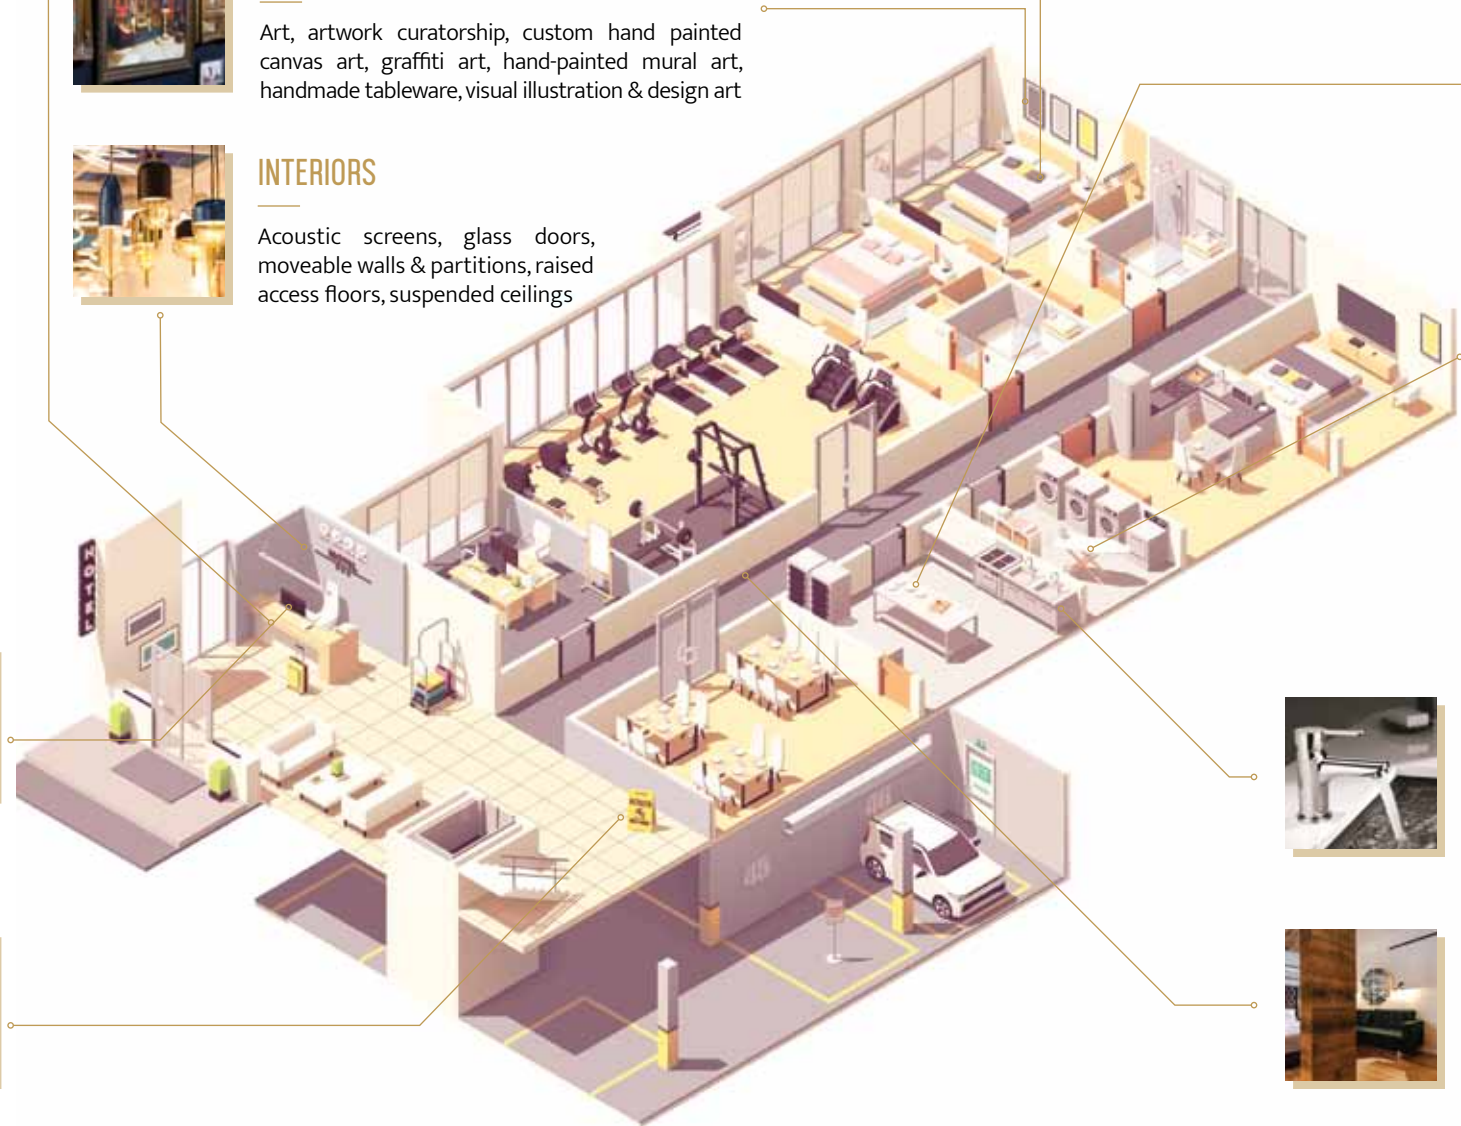 Art, artwork curatorship, custom hand painted
canvas art, graffiti art, hand-painted mural art,
handmade tableware, visual illustration & design art
INTERIORS
Acoustic screens, glass doors,
moveable walls & partitions, raised
access floors, suspended ceilings
HOTEL
45